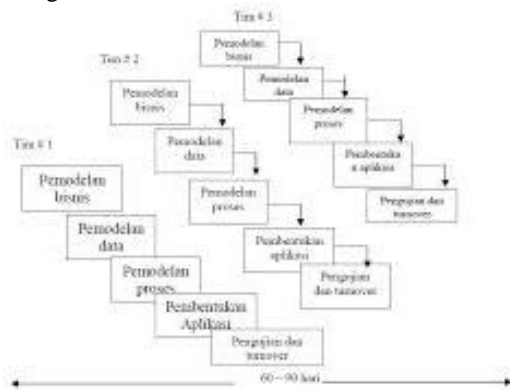 Tim # 3
Pemodelan
bisnis
Pemodelan
data
Pemodelan
proses
Pembentuka
n aplikasi
Pengujian dan
turnover
Tim # 2
Pemodelan
bisnis
Pemodelan
data
Pemodelan
proses
Pembentukan
aplikasi
Pengujian
dan turnover
Tim # 1
Pemodelan
bisnis
Pemodelan
data
Pemodelan
proses
Pembentukan
Aplikasi
Pengujian dan
turnover
60 – 90 hari